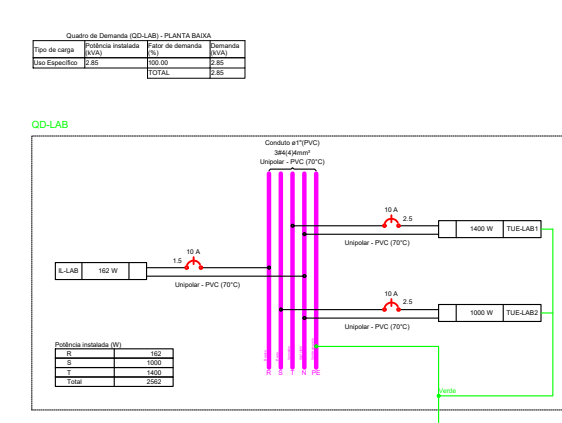 Quadro de Demanda (QD-LAB) - PLANTA BAIXA
Tipo de carga Potência instalada (kVA) Fator de demanda (%) Demanda (kVA)
Uso Específico 2.85 100.00 2.85
TOTAL 2.85
QD-LAB
Conduto ø1"(PVC)
3#4(4)4mm²
Unipolar - PVC (70°C)
10 A
2.5
1400 W TUE-LAB1
Unipolar - PVC (70°C)
10 A
1.5
IL-LAB 162 W
Unipolar - PVC (70°C)
10 A
2.5
1000 W TUE-LAB2
Unipolar - PVC (70°C)
Potência instalada (W)
R 162
S 1000
T 1400
Total 2562
R S T N PE
Verde